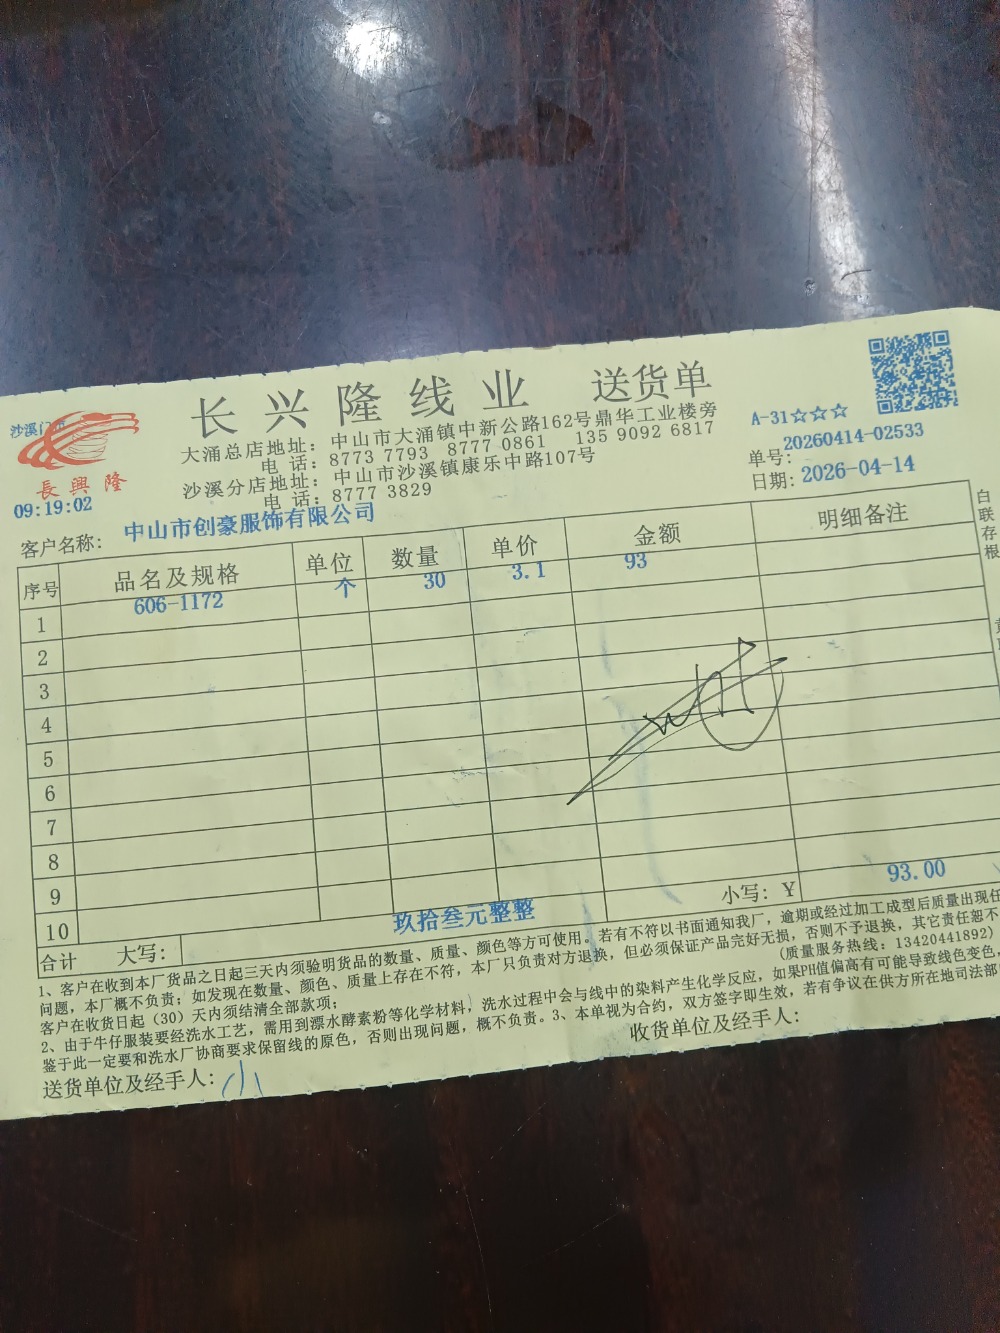 长兴隆线业 送货单
沙溪门市
長興隆
09:19:02
大涌总店地址：中山市大涌镇中新公路162号鼎华工业楼旁
电 话：8773 7793 8777 0861 135 9092 6817
沙溪分店地址：中山市沙溪镇康乐中路107号
电 话：8777 3829
A-31☆☆☆
单号：20260414-02533
日期：2026-04-14
客户名称：中山市创豪服饰有限公司
序号 品名及规格 单位 数量 单价 金额 明细备注
1 606-1172 个 30 3.1 93
2
3
4
5
6
7
8
9
10
合计 大写：玖拾叁元整整 小写：¥ 93.00
1、客户在收到本厂货品之日起三天内须验明货品的数量、质量、颜色等方可使用。若有不符以书面通知我厂，逾期或经过加工成型后质量出现任
问题，本厂概不负责；如发现在数量、颜色、质量上存在不符，本厂只负责对方退换，但必须保证产品完好无损，否则不予退换，其它责任恕不
客户在收货日起（30）天内须结清全部款项； （质量服务热线：13420441892）
2、由于牛仔服装要经洗水工艺，需用到漂水酵素粉等化学材料，洗水过程中会与线中的染料产生化学反应，如果PH值偏高有可能导致线色变色，
鉴于此一定要和洗水厂协商要求保留线的原色，否则出现问题，概不负责。3、本单视为合约，双方签字即生效，若有争议在供方所在地司法部
送货单位及经手人：小
收货单位及经手人：
白联存根